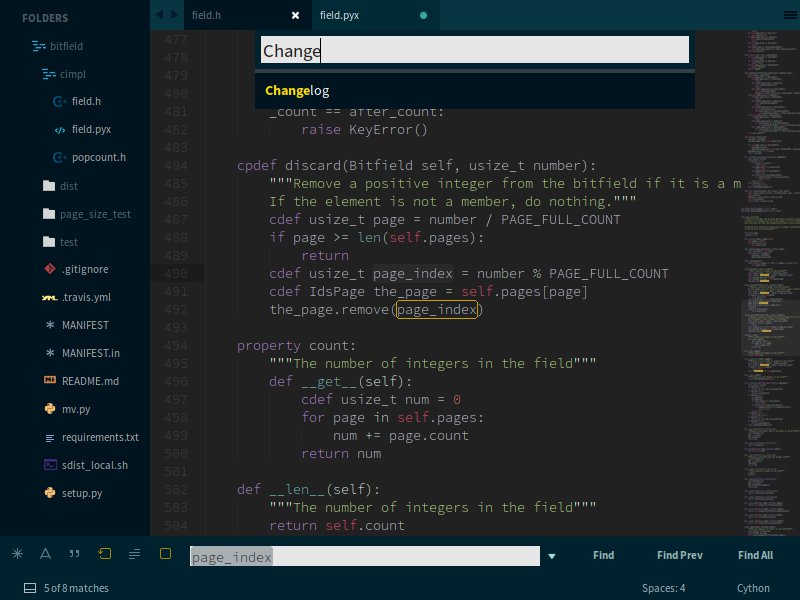 FOLDERS
bitfield
cimpl
field.h
field.pyx
popcount.h
dist
page_size_test
test
.gitignore
.travis.yml
MANIFEST
MANIFEST.in
README.md
mv.py
requirements.txt
sdist_local.sh
setup.py
field.h
field.pyx
Change
Changelog
477
478
479
480
481 _count == after_count:
482 raise KeyError()
483
484 cpdef discard(Bitfield self, usize_t number):
485 """Remove a positive integer from the bitfield if it is a m
486 If the element is not a member, do nothing."""
487 cdef usize_t page = number / PAGE_FULL_COUNT
488 if page >= len(self.pages):
489 return
490 cdef usize_t page_index = number % PAGE_FULL_COUNT
491 cdef IdsPage the_page = self.pages[page]
492 the_page.remove(page_index)
493
494 property count:
495 """The number of integers in the field"""
496 def __get__(self):
497 cdef usize_t num = 0
498 for page in self.pages:
499 num += page.count
500 return num
501
502 def __len__(self):
503 """The number of integers in the field"""
504 return self.count
page_index
Find
Find Prev
Find All
5 of 8 matches
Spaces: 4
Cython